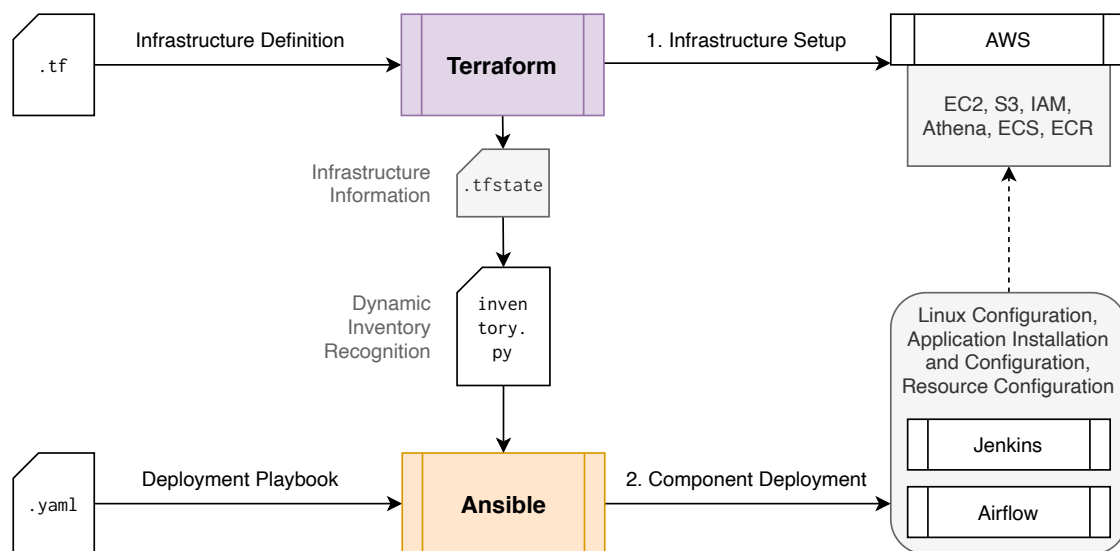 .tf
Infrastructure Definition
Terraform
1. Infrastructure Setup
AWS
EC2, S3, IAM,
Athena, ECS, ECR
Infrastructure
Information
.tfstate
Dynamic
Inventory
Recognition
inven
tory.
py
Linux Configuration,
Application Installation
and Configuration,
Resource Configuration
Jenkins
Airflow
.yaml
Deployment Playbook
Ansible
2. Component Deployment